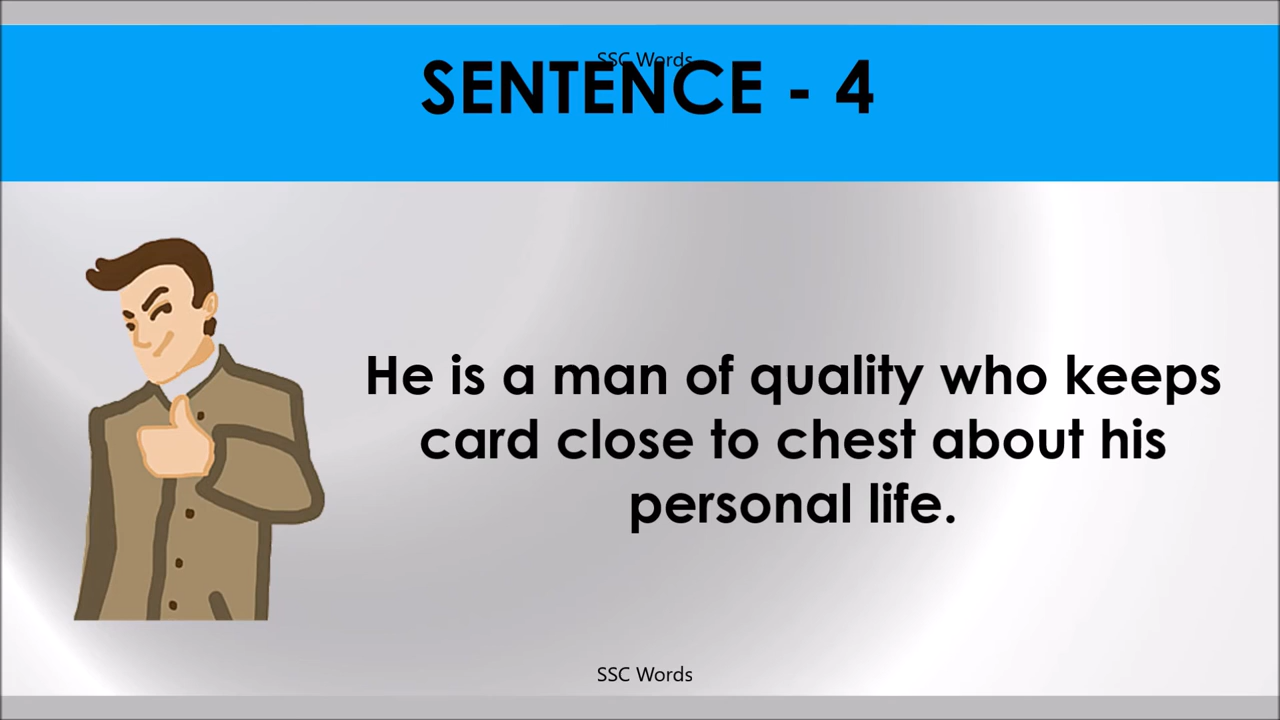 SSC Words
SENTENCE - 4
He is a man of quality who keeps
card close to chest about his
personal life.
SSC Words